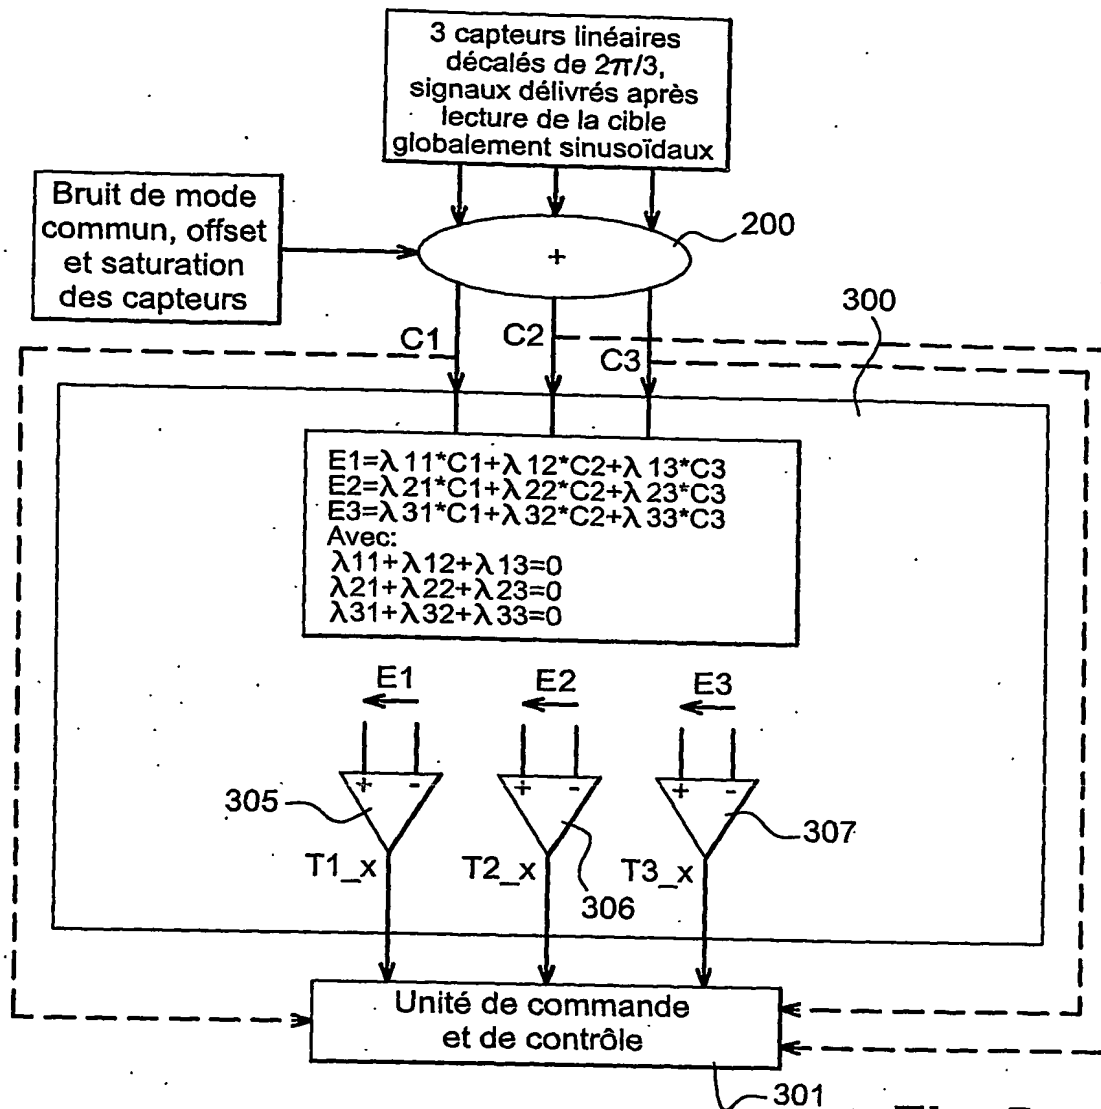 3 capteurs linéaires
décalés de 2π/3,
signaux délivrés après
lecture de la cible
globalement sinusoïdaux
Bruit de mode
commun, offset
et saturation
des capteurs
+
200
300
C1
C2
C3
E1=λ11*C1+λ12*C2+λ13*C3
E2=λ21*C1+λ22*C2+λ23*C3
E3=λ31*C1+λ32*C2+λ33*C3
Avec:
λ11+λ12+λ13=0
λ21+λ22+λ23=0
λ31+λ32+λ33=0
E1
E2
E3
+ -
+ -
+ -
305
306
307
T1_x
T2_x
T3_x
Unité de commande
et de contrôle
301